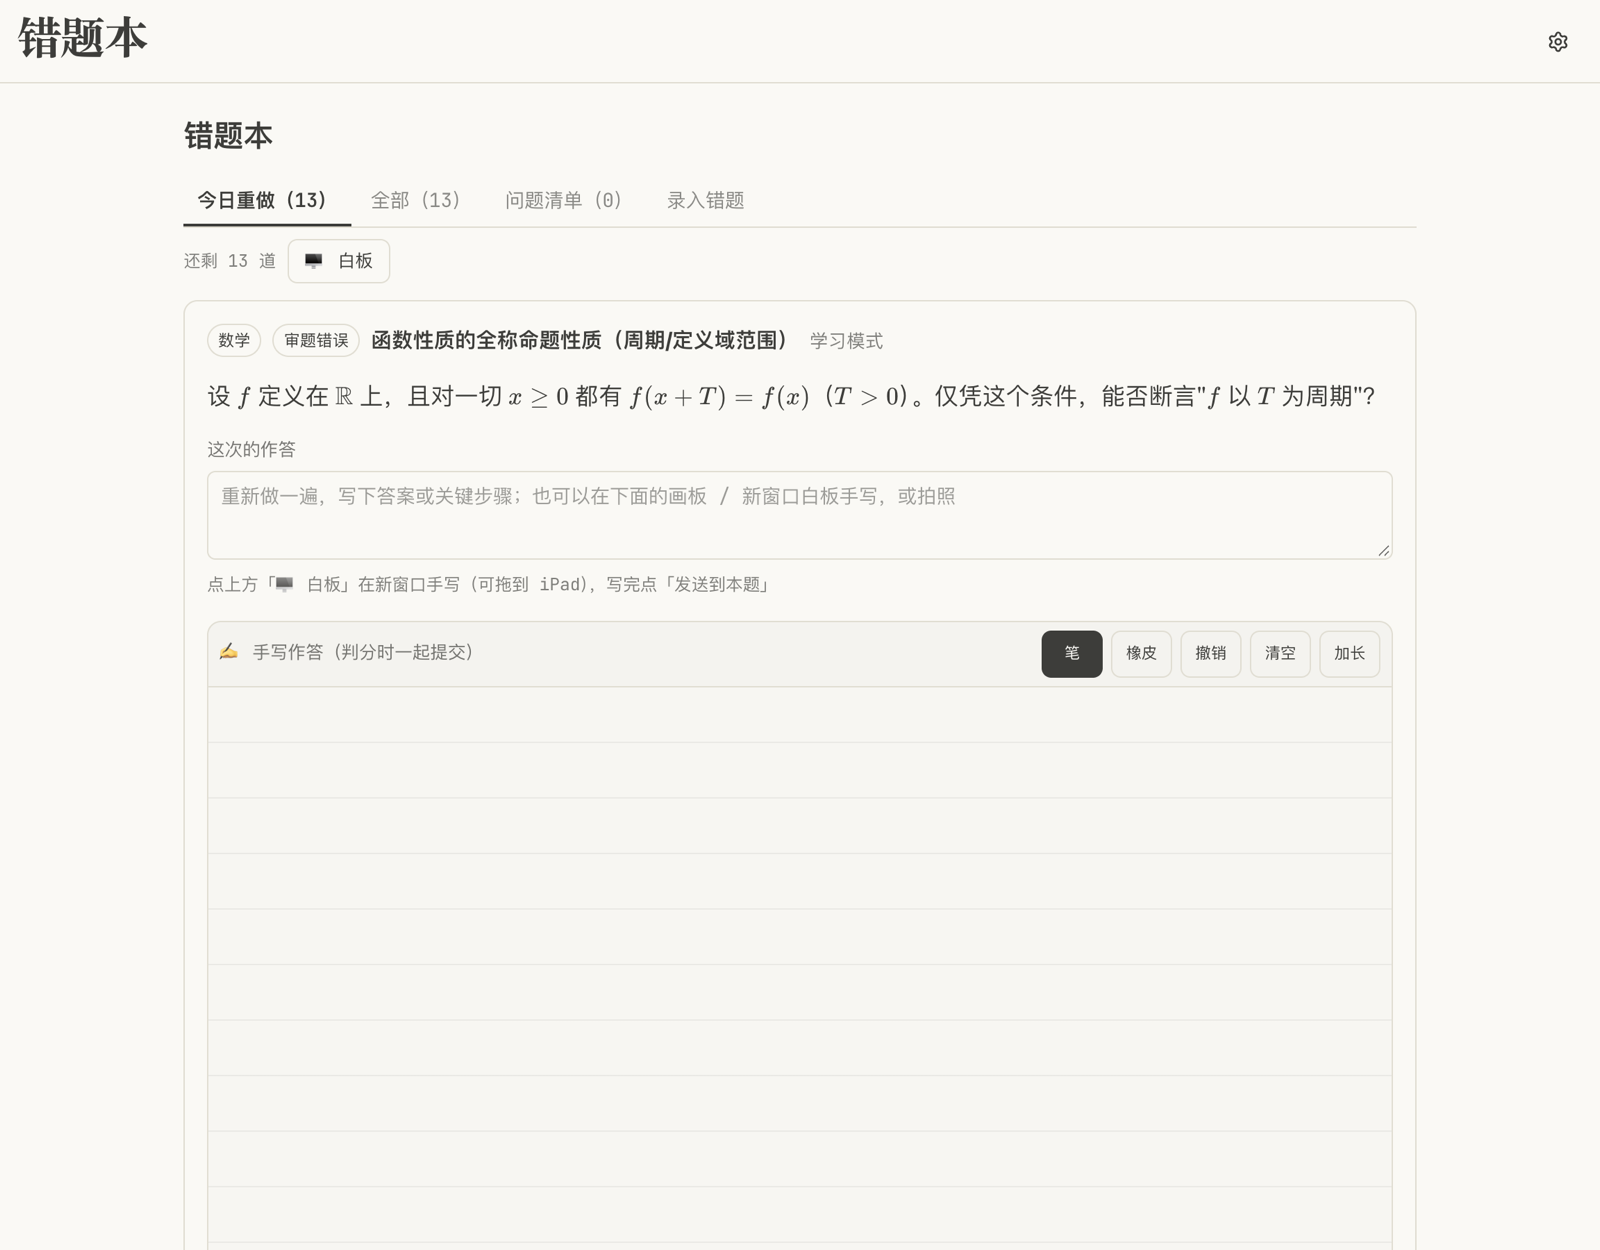 错题本
错题本
今日重做 (13) 全部 (13) 问题清单 (0) 录入错题
还剩 13 道 🖥️ 白板
数学 审题错误 函数性质的全称命题性质（周期/定义域范围） 学习模式
设 f 定义在 ℝ 上，且对一切 x ≥ 0 都有 f(x + T) = f(x)（T > 0）。仅凭这个条件，能否断言"f 以 T 为周期"？
这次的作答
重新做一遍，写下答案或关键步骤；也可以在下面的画板 / 新窗口白板手写，或拍照
点上方「🖥️ 白板」在新窗口手写（可拖到 iPad），写完点「发送到本题」
✍️ 手写作答（判分时一起提交） 笔 橡皮 撤销 清空 加长